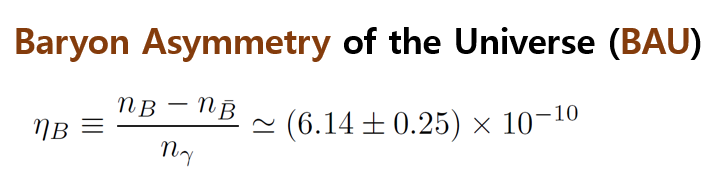 Baryon Asymmetry of the Universe (BAU)
η_B ≡ (n_B − n_B̄) / n_γ ≃ (6.14 ± 0.25) × 10⁻¹⁰